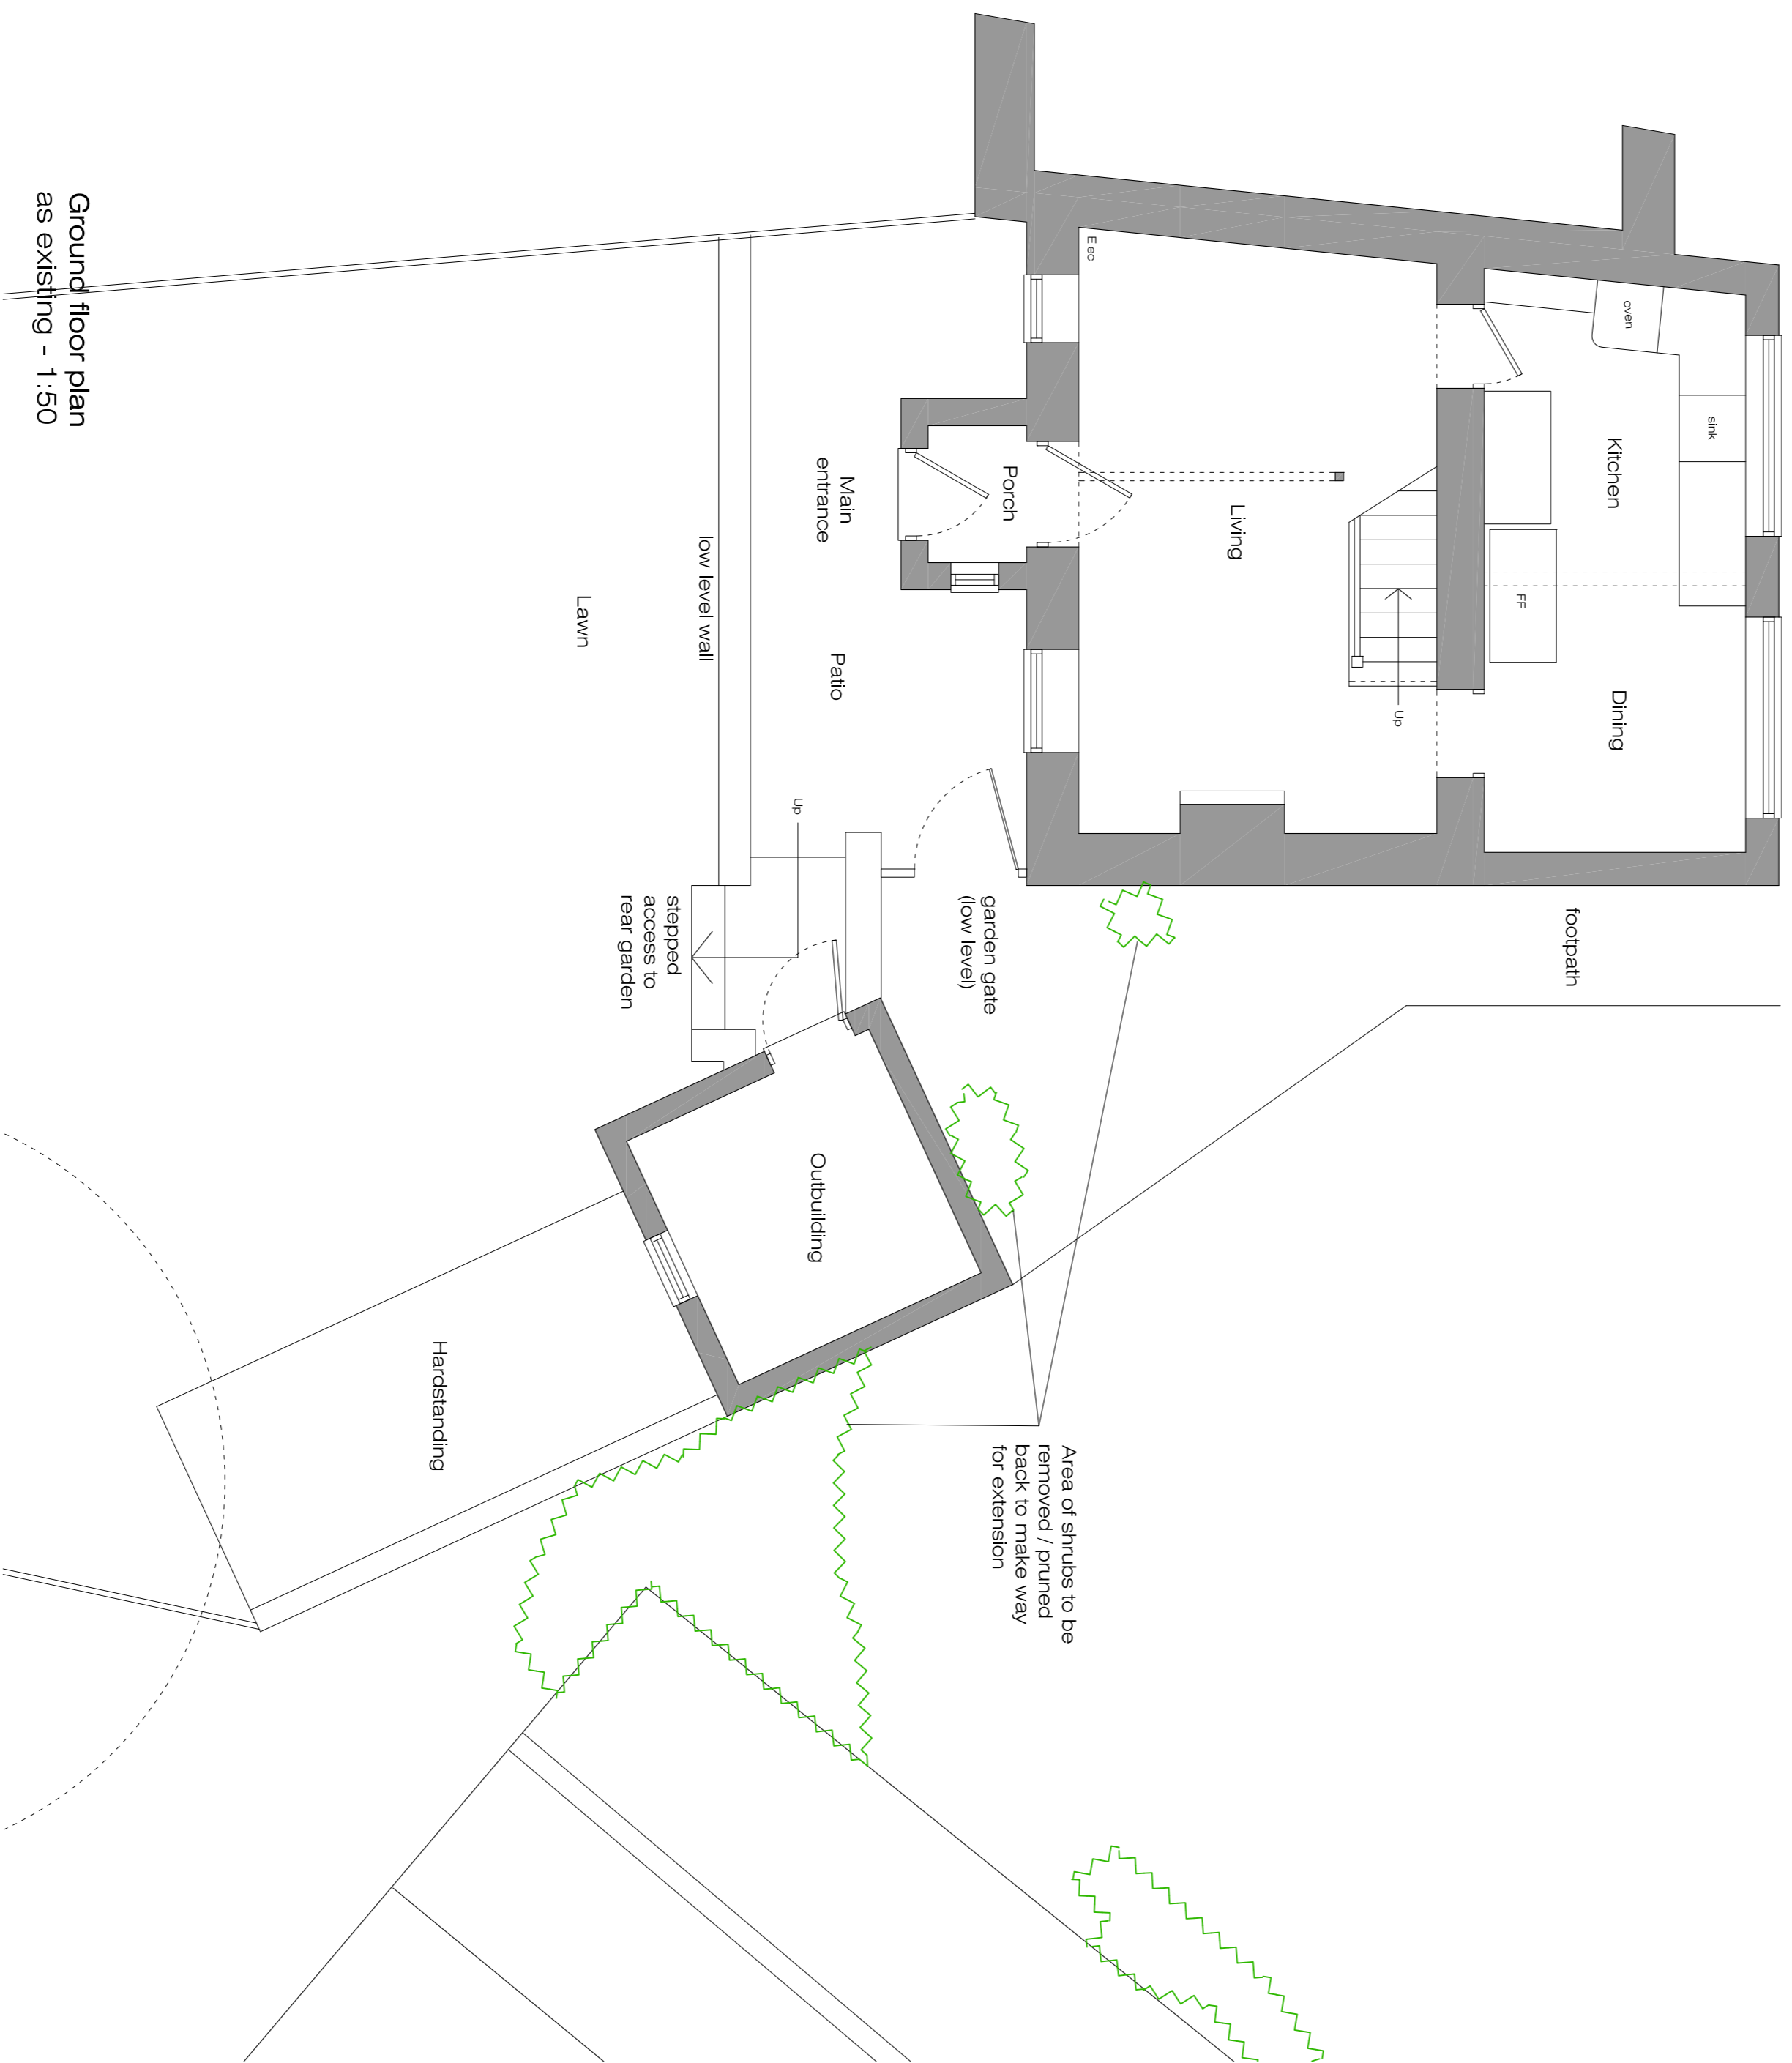 Ground floor plan
as existing - 1:50
Kitchen
oven
sink
FF
Dining
Elec
Living
Up
Porch
Main
entrance
Patio
low level wall
Lawn
Up
stepped
access to
rear garden
garden gate
(low level)
footpath
Outbuilding
Hardstanding
Area of shrubs to be
removed / pruned
back to make way
for extension